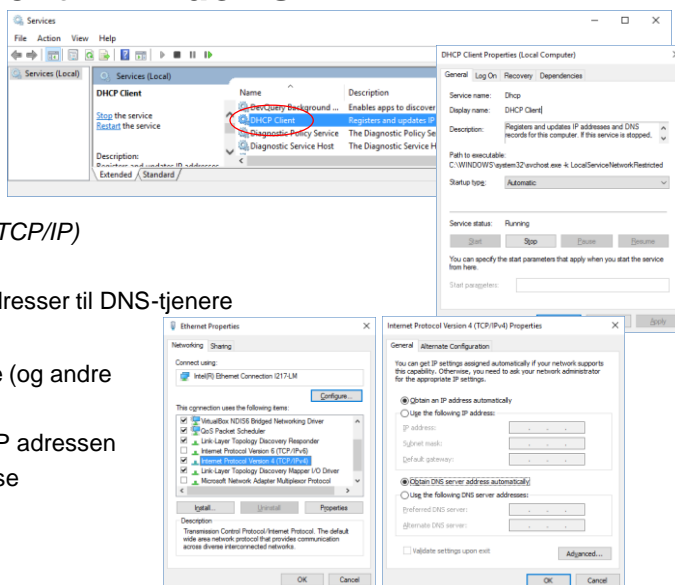 Services
File Action View Help
Services (Local)
Services (Local)
DHCP Client
Stop the service
Restart the service
Description:
Registers and updates IP addresses
Name Description
DevQuery Background ... Enables apps to discover
DHCP Client Registers and updates IP
Diagnostic Policy Service The Diagnostic Policy Se
Diagnostic Service Host The Diagnostic Service H
Extended Standard
DHCP Client Properties (Local Computer)
General Log On Recovery Dependencies
Service name: Dhcp
Display name: DHCP Client
Description: Registers and updates IP addresses and DNS
records for this computer. If this service is stopped,
Path to executable:
C:\WINDOWS\system32\svchost.exe -k LocalServiceNetworkRestricted
Startup type: Automatic
Service status: Running
Start Stop Pause Resume
You can specify the start parameters that apply when you start the service
from here.
Start parameters:
Apply
TCP/IP)
dresser til DNS-tjenere
e (og andre
P adressen
se
Ethernet Properties
Networking Sharing
Connect using:
Intel(R) Ethernet Connection I217-LM
Configure...
This connection uses the following items:
VirtualBox NDIS6 Bridged Networking Driver
QoS Packet Scheduler
Link-Layer Topology Discovery Responder
Internet Protocol Version 6 (TCP/IPv6)
Internet Protocol Version 4 (TCP/IPv4)
Link-Layer Topology Discovery Mapper I/O Driver
Microsoft Network Adapter Multiplexor Protocol
Install... Uninstall Properties
Description
Transmission Control Protocol/Internet Protocol. The default
wide area network protocol that provides communication
across diverse interconnected networks.
OK Cancel
Internet Protocol Version 4 (TCP/IPv4) Properties
General Alternate Configuration
You can get IP settings assigned automatically if your network supports
this capability. Otherwise, you need to ask your network administrator
for the appropriate IP settings.
Obtain an IP address automatically
Use the following IP address:
IP address:
Subnet mask:
Default gateway:
Obtain DNS server address automatically
Use the following DNS server addresses:
Preferred DNS server:
Alternate DNS server:
Validate settings upon exit
Advanced...
OK Cancel